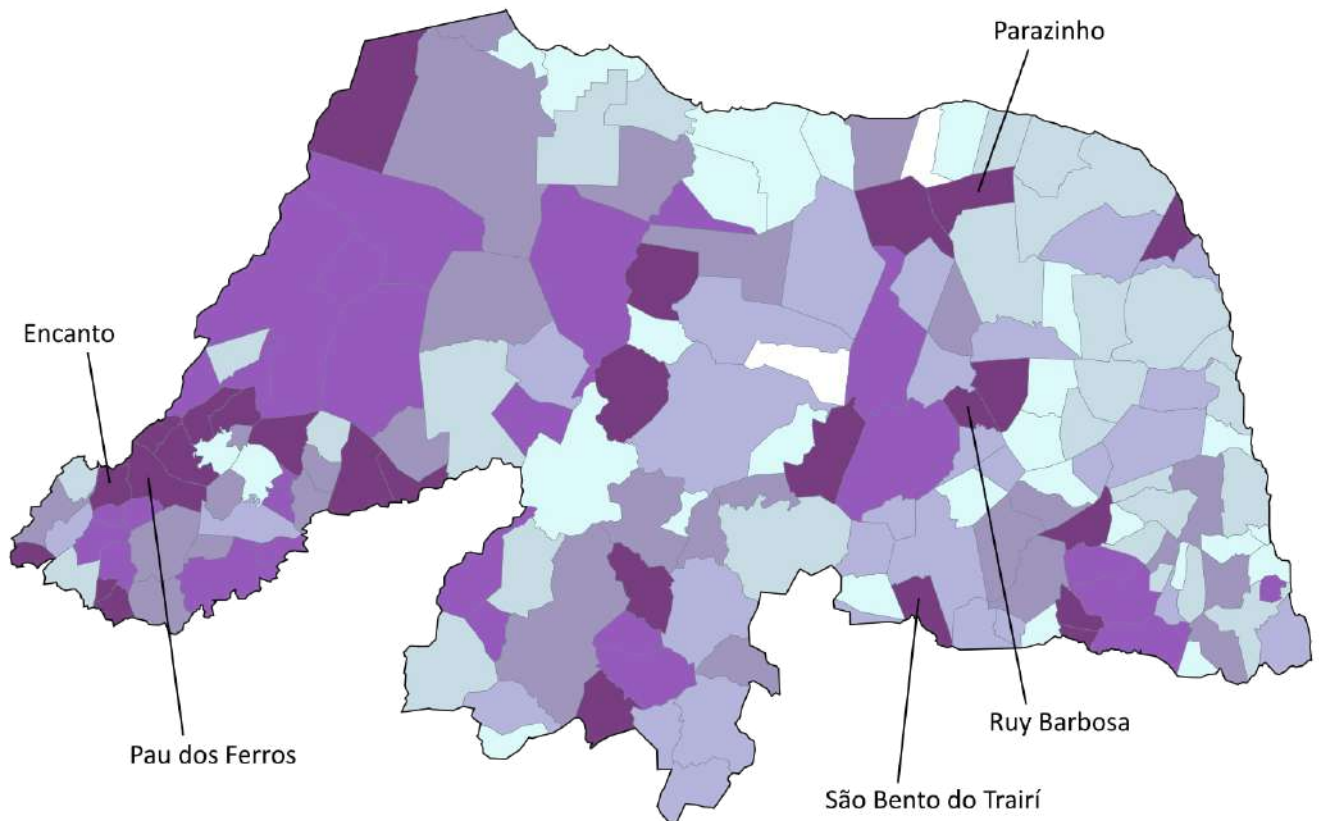 Parazinho
Encanto
Pau dos Ferros
Ruy Barbosa
São Bento do Trairí